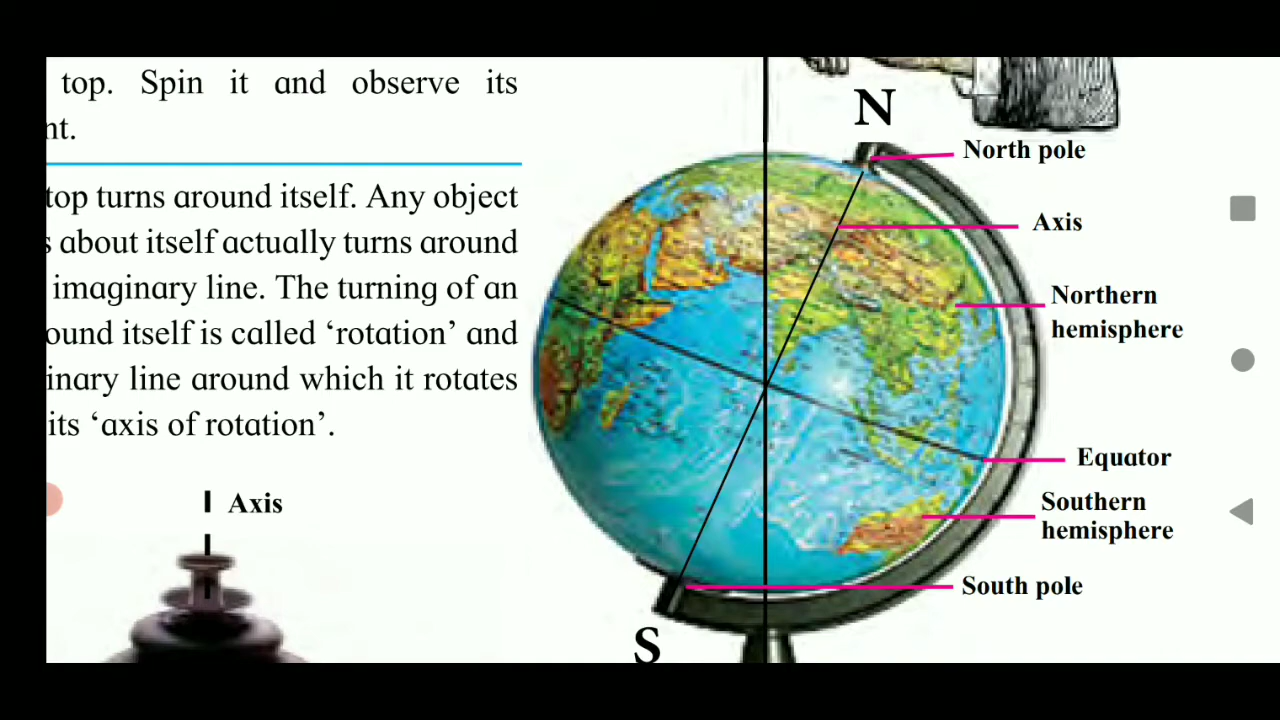 top. Spin it and observe its
nt.
top turns around itself. Any object
s about itself actually turns around
imaginary line. The turning of an
ound itself is called ‘rotation’ and
inary line around which it rotates
its ‘axis of rotation’.
Axis
N
North pole
Axis
Northern
hemisphere
Equator
Southern
hemisphere
South pole
S